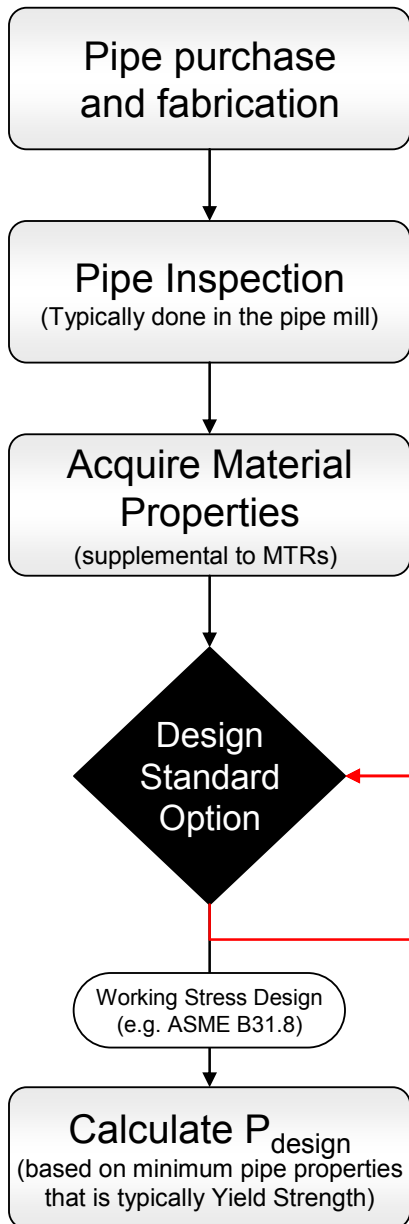 Pipe purchase
and fabrication
Pipe Inspection
(Typically done in the pipe mill)
Acquire Material
Properties
(supplemental to MTRs)
Design
Standard
Option
Working Stress Design
(e.g. ASME B31.8)
Calculate P_design
(based on minimum pipe properties
that is typically Yield Strength)